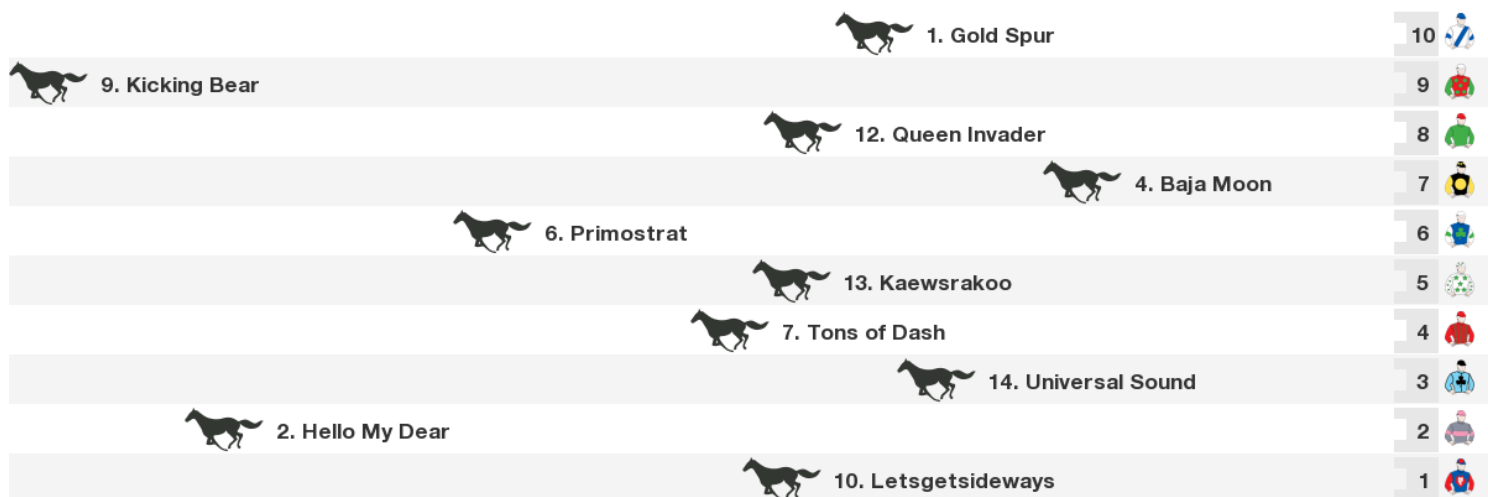 1. Gold Spur 10
9. Kicking Bear 9
12. Queen Invader 8
4. Baja Moon 7
6. Primostrat 6
13. Kaewsrakoo 5
7. Tons of Dash 4
14. Universal Sound 3
2. Hello My Dear 2
10. Letsgetsideways 1